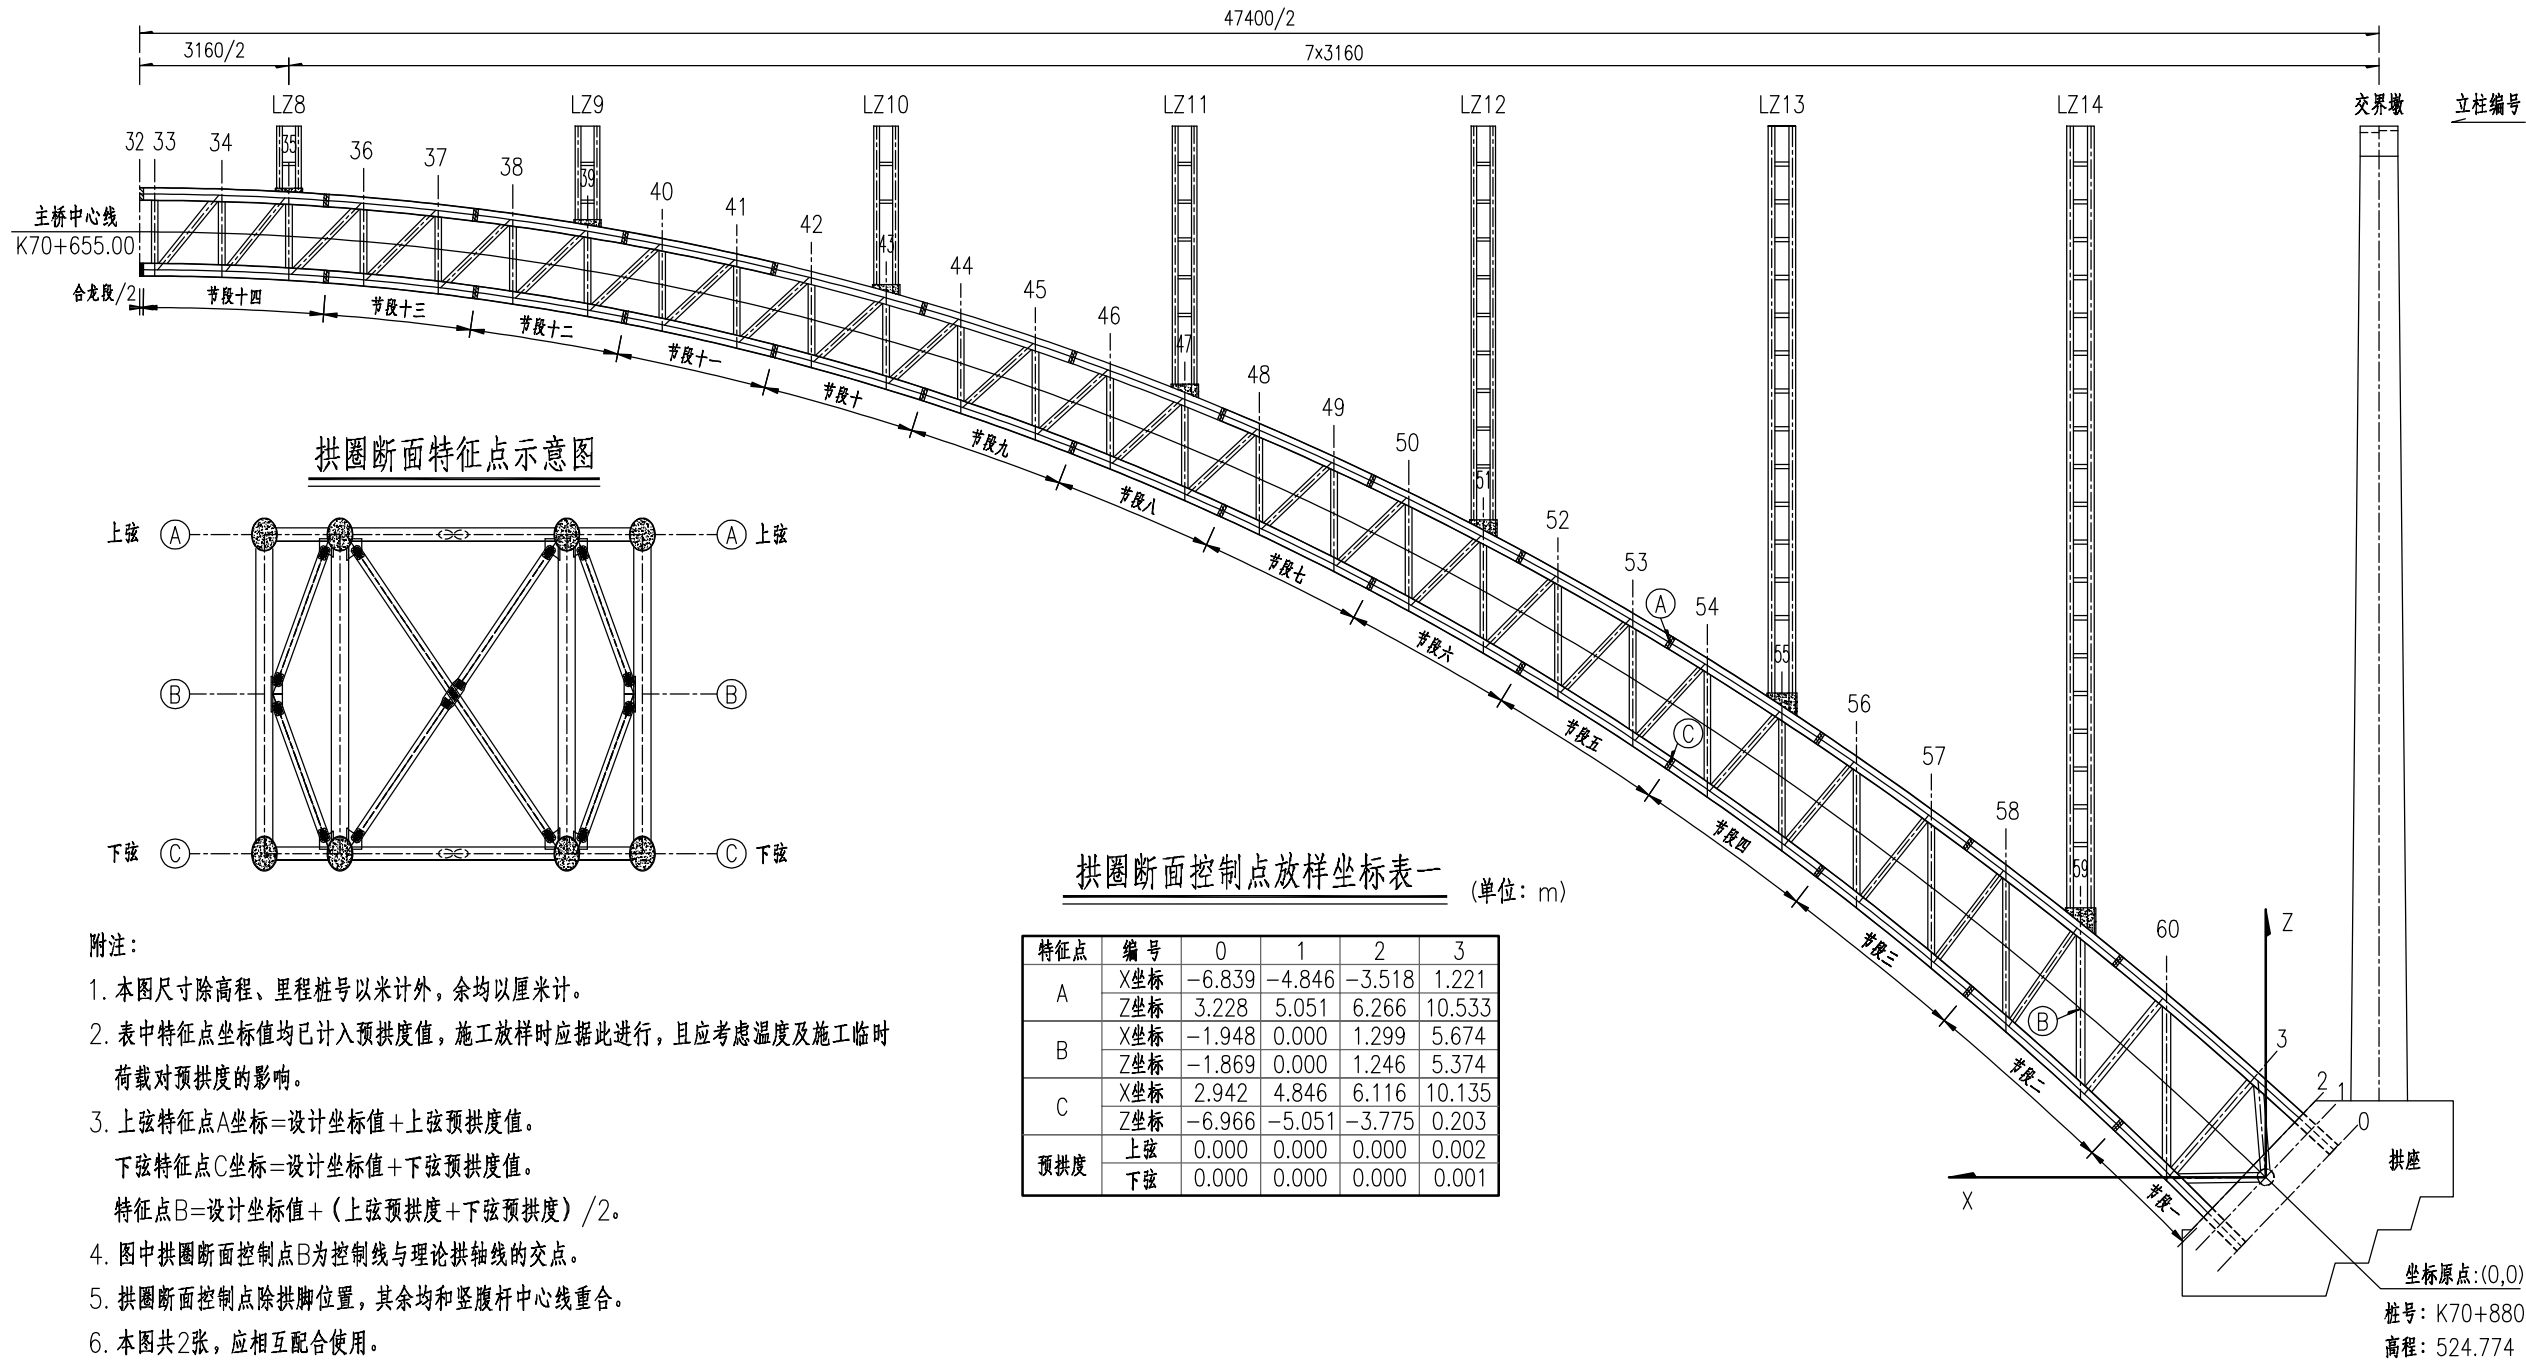 47400/2
3160/2
7x3160
LZ8
LZ9
LZ10
LZ11
LZ12
LZ13
LZ14
交界墩
立柱编号
32
33
34
35
36
37
38
39
40
41
42
43
44
45
46
47
48
49
50
51
52
53
54
55
56
57
58
59
60
3
2
1
0
主桥中心线
K70+655.00
合龙段/2
节段十四
节段十三
节段十二
节段十一
节段十
节段九
节段八
节段七
节段六
节段五
节段四
节段三
节段二
节段一
A
C
B
Z
X
拱座
坐标原点:(0,0)
桩号: K70+880
高程: 524.774
拱圈断面特征点示意图
上弦 A A 上弦
B B
下弦 C C 下弦
拱圈断面控制点放样坐标表一 (单位: m)
特征点 编 号 0 1 2 3
A X坐标 -6.839 -4.846 -3.518 1.221
Z坐标 3.228 5.051 6.266 10.533
B X坐标 -1.948 0.000 1.299 5.674
Z坐标 -1.869 0.000 1.246 5.374
C X坐标 2.942 4.846 6.116 10.135
Z坐标 -6.966 -5.051 -3.775 0.203
预拱度 上弦 0.000 0.000 0.000 0.002
下弦 0.000 0.000 0.000 0.001
附注:
1. 本图尺寸除高程、里程桩号以米计外，余均以厘米计。
2. 表中特征点坐标值均已计入预拱度值，施工放样时应据此进行，且应考虑温度及施工临时
荷载对预拱度的影响。
3. 上弦特征点A坐标=设计坐标值+上弦预拱度值。
下弦特征点C坐标=设计坐标值+下弦预拱度值。
特征点B=设计坐标值+（上弦预拱度+下弦预拱度）/2。
4. 图中拱圈断面控制点B为控制线与理论拱轴线的交点。
5. 拱圈断面控制点除拱脚位置，其余均和竖腹杆中心线重合。
6. 本图共2张，应相互配合使用。